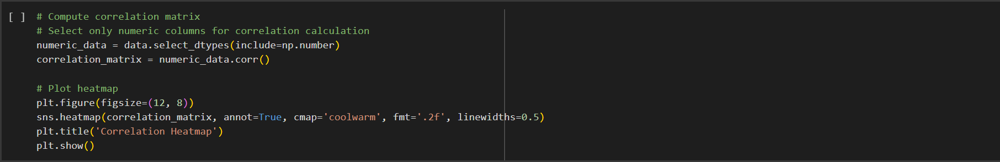 [ ] # Compute correlation matrix
# Select only numeric columns for correlation calculation
numeric_data = data.select_dtypes(include=np.number)
correlation_matrix = numeric_data.corr()
# Plot heatmap
plt.figure(figsize=(12, 8))
sns.heatmap(correlation_matrix, annot=True, cmap='coolwarm', fmt='.2f', linewidths=0.5)
plt.title('Correlation Heatmap')
plt.show()